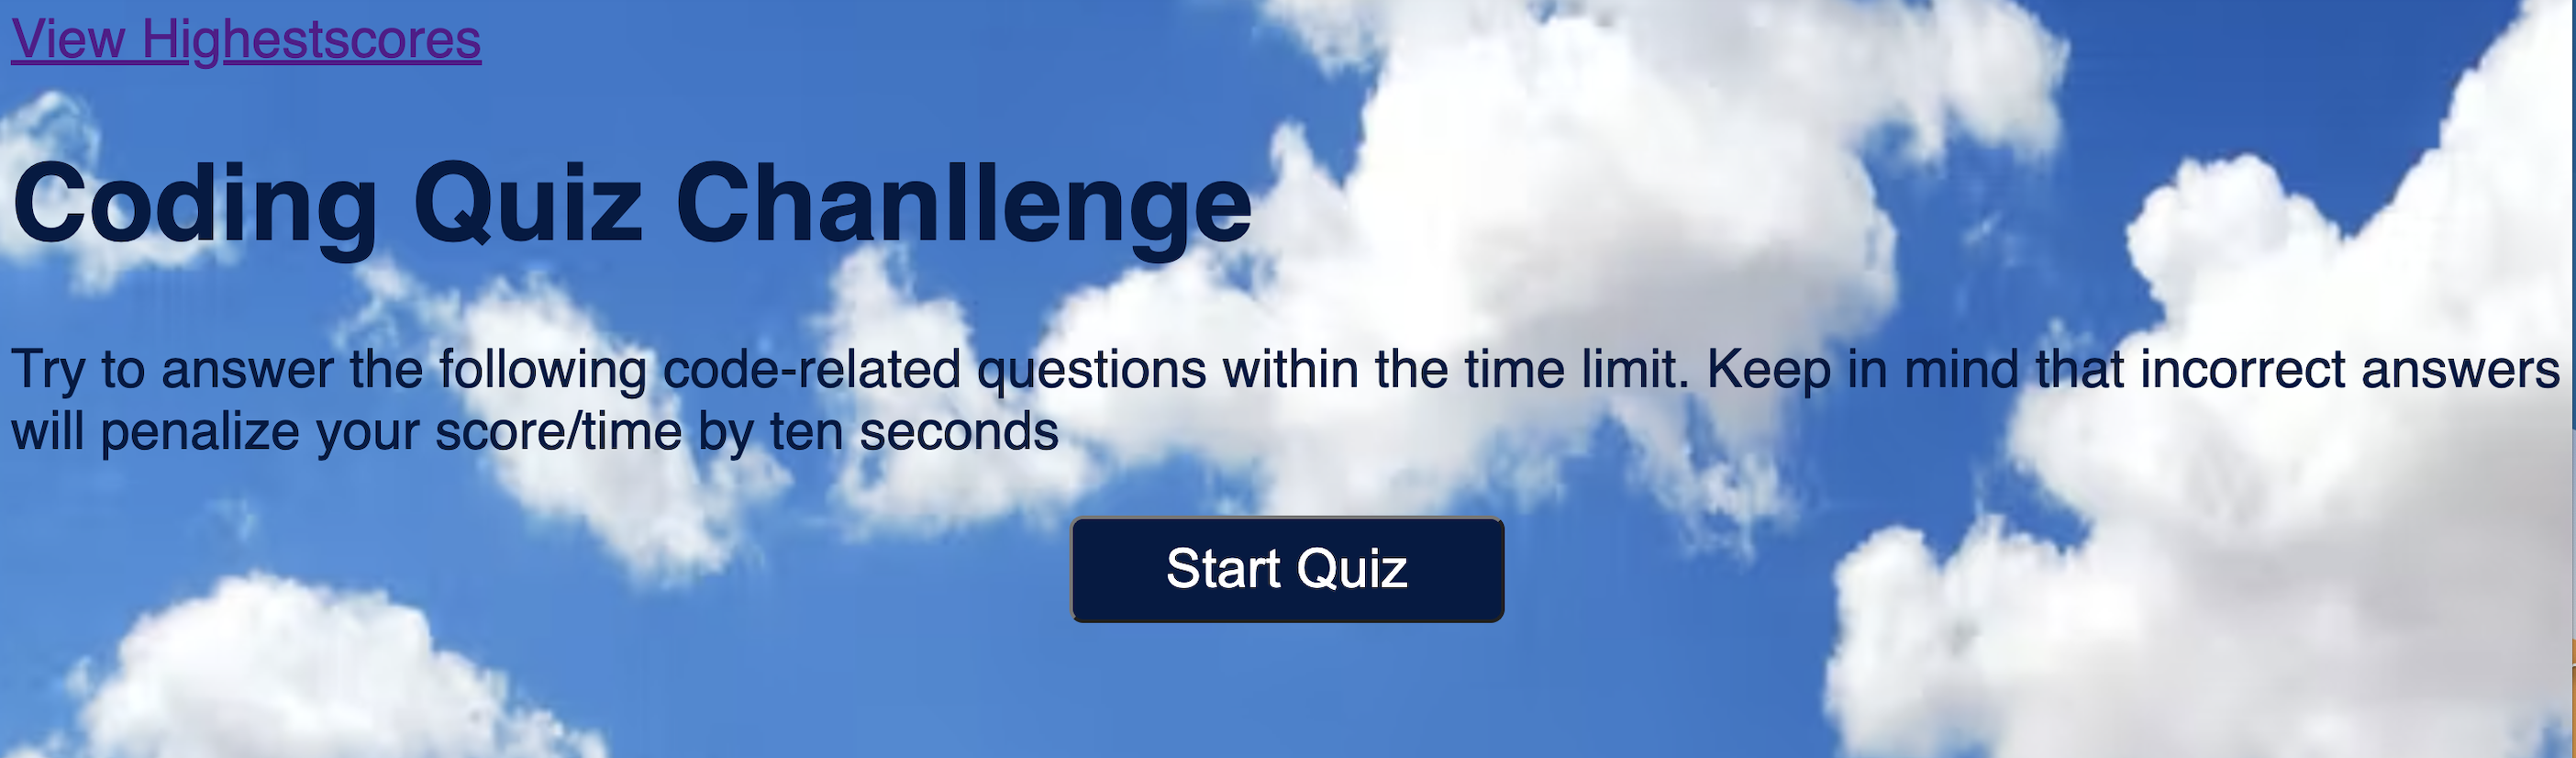 View Highestscores
Coding Quiz Chanllenge
Try to answer the following code-related questions within the time limit. Keep in mind that incorrect answers
will penalize your score/time by ten seconds
Start Quiz